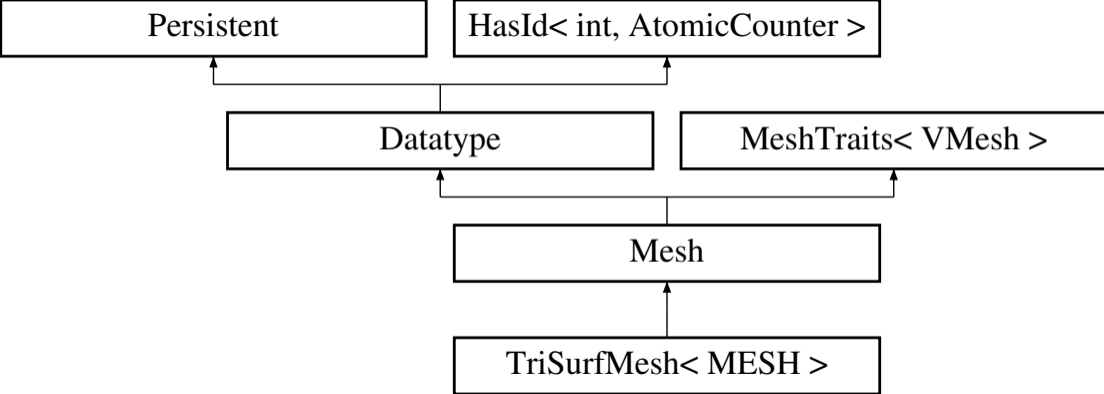 Persistent
HasId< int, AtomicCounter >
Datatype
MeshTraits< VMesh >
Mesh
TriSurfMesh< MESH >